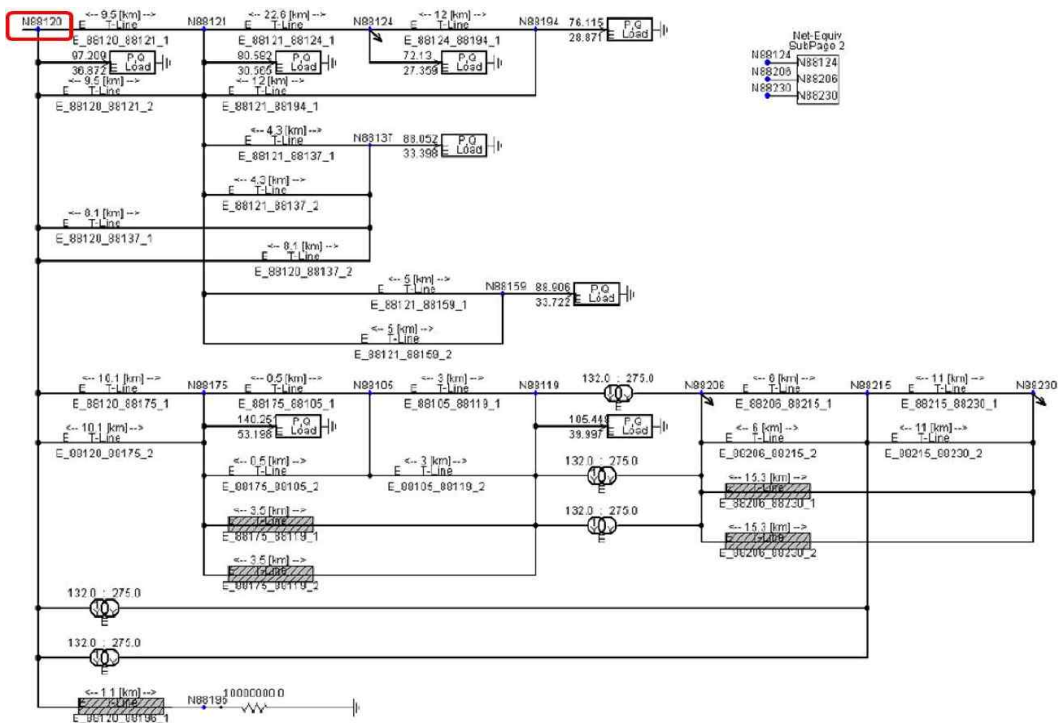 N88120 <-- 9.5 [km] --> N88121 <-- 22.6 [km] --> N88124 <-- 12 [km] --> N88194 76.115 P,Q
E T-Line E T-Line E T-Line 28.871 E Load
E_88120_88121_1 E_88121_88124_1 E_88124_88194_1
Net-Equiv
SubPage 2
N88124 N88124
N88206 N88206
N88230 N88230
97.209 P,Q 80.582 P,Q 72.13 P,Q
36.872 E Load 30.565 E Load 27.359 E Load
<-- 9.5 [km] --> <-- 12 [km] -->
E T-Line E T-Line
E_88120_88121_2 E_88121_88194_1
<-- 4.3 [km] --> N88137 88.052 P,Q
E T-Line 33.398 E Load
E_88121_88137_1
<-- 4.3 [km] -->
E T-Line
E_88121_88137_2
<-- 8.1 [km] -->
E T-Line
E_88120_88137_1
<-- 8.1 [km] -->
E T-Line
E_88120_88137_2
<-- 5 [km] --> N88159 88.906 P,Q
E T-Line 33.722 E Load
E_88121_88159_1
<-- 5 [km] -->
E T-Line
E_88121_88159_2
<-- 10.1 [km] --> N88175 <-- 0.5 [km] --> N88105 <-- 3 [km] --> N88119 132.0 : 275.0 N88206 <-- 6 [km] --> N88215 <-- 11 [km] --> N88230
E T-Line E T-Line E T-Line E E T-Line E T-Line
E_88120_88175_1 E_88175_88105_1 E_88105_88119_1 E_88206_88215_1 E_88215_88230_1
140.251 P,Q 105.449 P,Q
53.198 E Load 39.997 E Load
<-- 10.1 [km] --> <-- 6 [km] --> <-- 11 [km] -->
E T-Line E T-Line E T-Line
E_88120_88175_2 E_88206_88215_2 E_88215_88230_2
<-- 0.5 [km] --> <-- 3 [km] --> 132.0 : 275.0
E T-Line E T-Line E
E_88175_88105_2 E_88105_88119_2
<-- 15.3 [km] -->
E T-Line
E_88206_88230_1
<-- 3.5 [km] --> 132.0 : 275.0
E T-Line E
E_88175_88119_1
<-- 15.3 [km] -->
E T-Line
E_88206_88230_2
<-- 3.5 [km] -->
E T-Line
E_88175_88119_2
132.0 : 275.0
E
132.0 : 275.0
E
<-- 1.1 [km] --> N88196 10000000.0
E T-Line
E_88120_88196_1